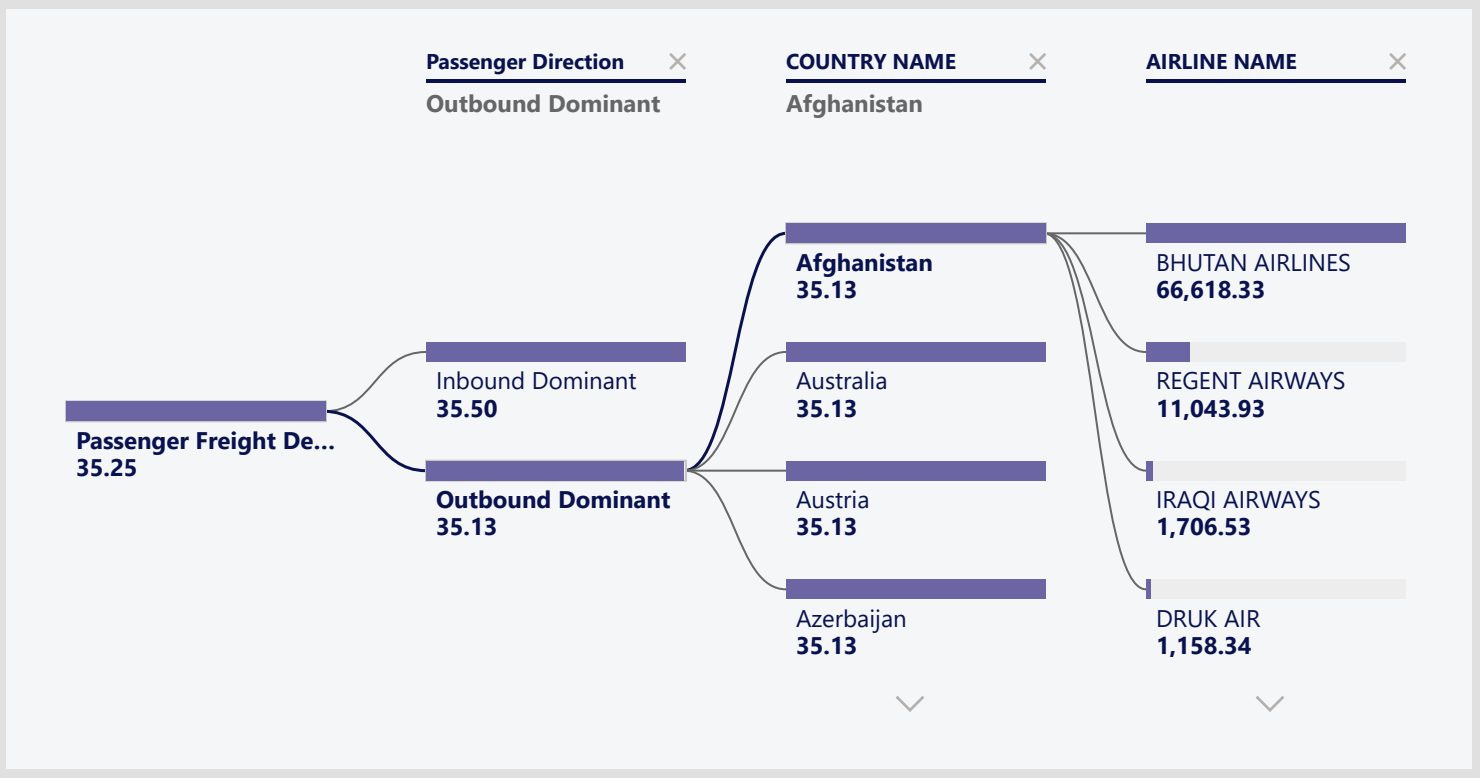 Passenger Direction
Outbound Dominant
COUNTRY NAME
Afghanistan
AIRLINE NAME
Passenger Freight De...
35.25
Inbound Dominant
35.50
Outbound Dominant
35.13
Afghanistan
35.13
Australia
35.13
Austria
35.13
Azerbaijan
35.13
BHUTAN AIRLINES
66,618.33
REGENT AIRWAYS
11,043.93
IRAQI AIRWAYS
1,706.53
DRUK AIR
1,158.34